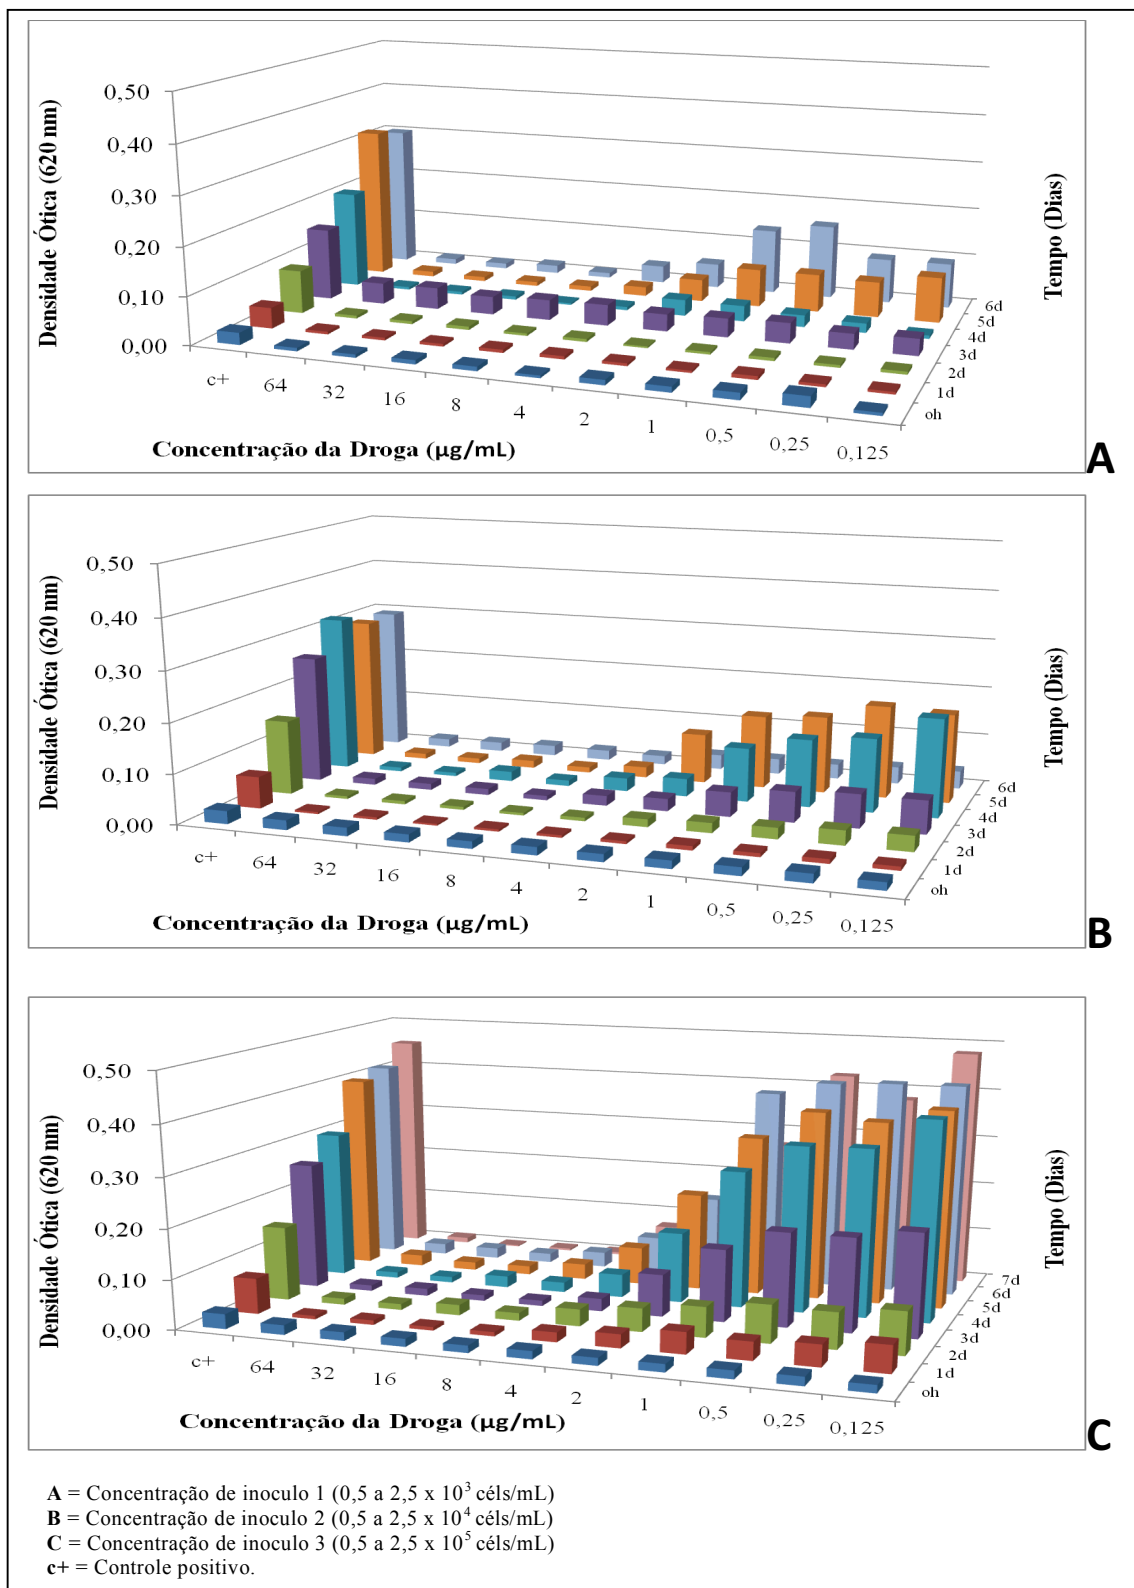 0,50
0,40
0,30
0,20
0,10
0,00
Densidade Ótica (620 nm)
c+
64
32
16
8
4
2
1
0,5
0,25
0,125
Concentração da Droga (µg/mL)
oh
1d
2d
3d
4d
5d
6d
Tempo (Dias)
A
0,50
0,40
0,30
0,20
0,10
0,00
Densidade Ótica (620 nm)
c+
64
32
16
8
4
2
1
0,5
0,25
0,125
Concentração da Droga (µg/mL)
oh
1d
2d
3d
4d
5d
6d
Tempo (Dias)
B
0,50
0,40
0,30
0,20
0,10
0,00
Densidade Ótica (620 nm)
c+
64
32
16
8
4
2
1
0,5
0,25
0,125
Concentração da Droga (µg/mL)
oh
1d
2d
3d
4d
5d
6d
7d
Tempo (Dias)
C
A = Concentração de inoculo 1 (0,5 a 2,5 x 10³ céls/mL)
B = Concentração de inoculo 2 (0,5 a 2,5 x 10⁴ céls/mL)
C = Concentração de inoculo 3 (0,5 a 2,5 x 10⁵ céls/mL)
c+ = Controle positivo.